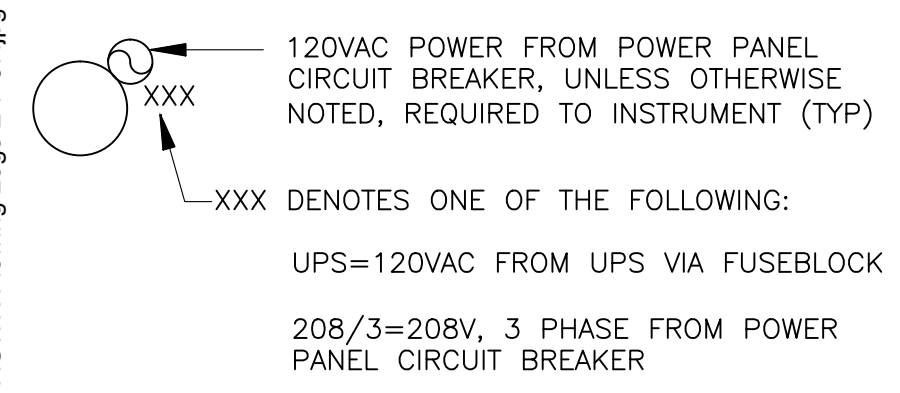 120VAC POWER FROM POWER PANEL
CIRCUIT BREAKER, UNLESS OTHERWISE
NOTED, REQUIRED TO INSTRUMENT (TYP)
XXX
XXX DENOTES ONE OF THE FOLLOWING:
UPS=120VAC FROM UPS VIA FUSEBLOCK
208/3=208V, 3 PHASE FROM POWER
PANEL CIRCUIT BREAKER